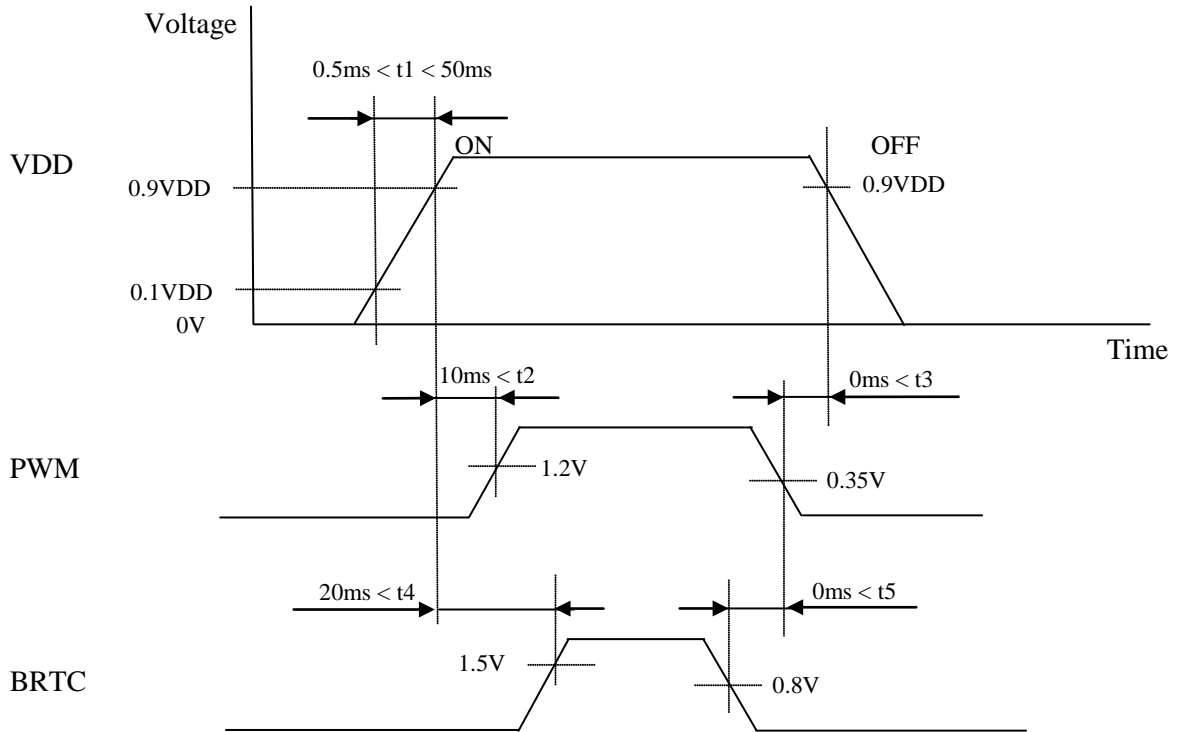 Voltage
0.5ms < t1 < 50ms
ON
OFF
VDD
0.9VDD
0.9VDD
0.1VDD
0V
Time
10ms < t2
0ms < t3
PWM
1.2V
0.35V
20ms < t4
0ms < t5
1.5V
BRTC
0.8V